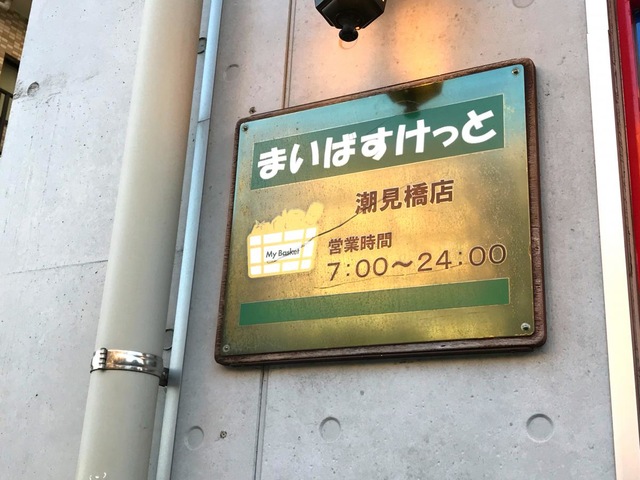 まいばすけっと
潮見橋店
My Basket
営業時間
7:00～24:00